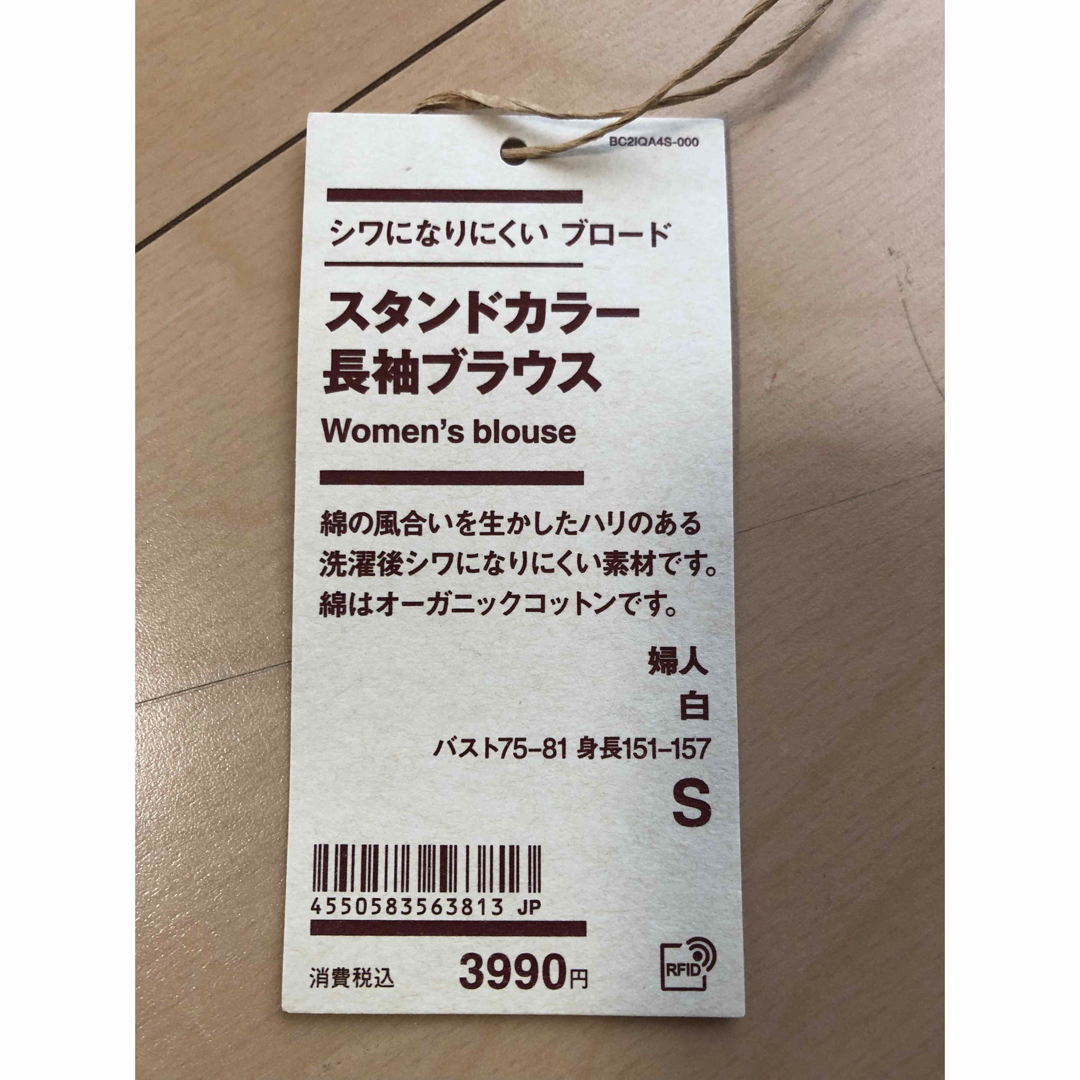 BC2IQA4S-000
シワになりにくい ブロード
スタンドカラー
長袖ブラウス
Women's blouse
綿の風合いを生かしたハリのある
洗濯後シワになりにくい素材です。
綿はオーガニックコットンです。
婦人
白
バスト75-81 身長151-157
S
4550583563813 JP
消費税込 3990円
RFID